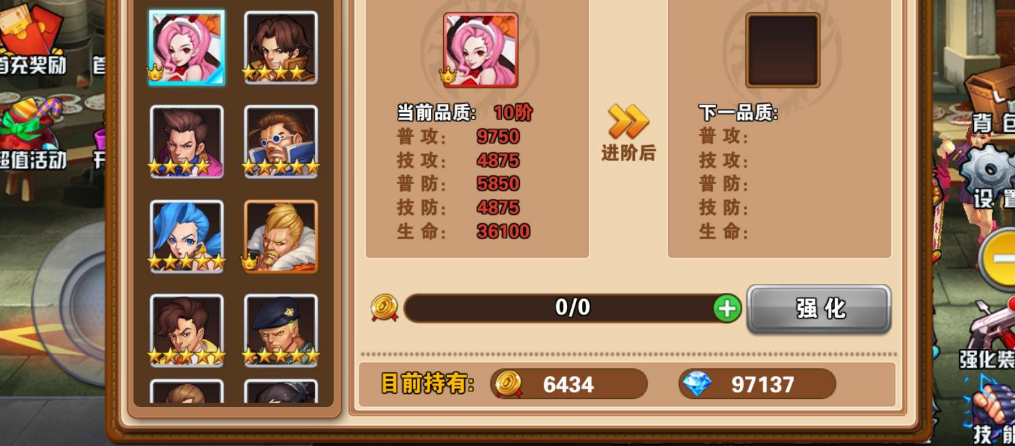 首充奖励
首
超值活动
开
当前品质: 10阶
普攻: 9750
技攻: 4875
普防: 5850
技防: 4875
生命: 36100
进阶后
下一品质:
普攻:
技攻:
普防:
技防:
生命:
0/0
强化
目前持有: 6434 97137
背包
设置
强化装
技能